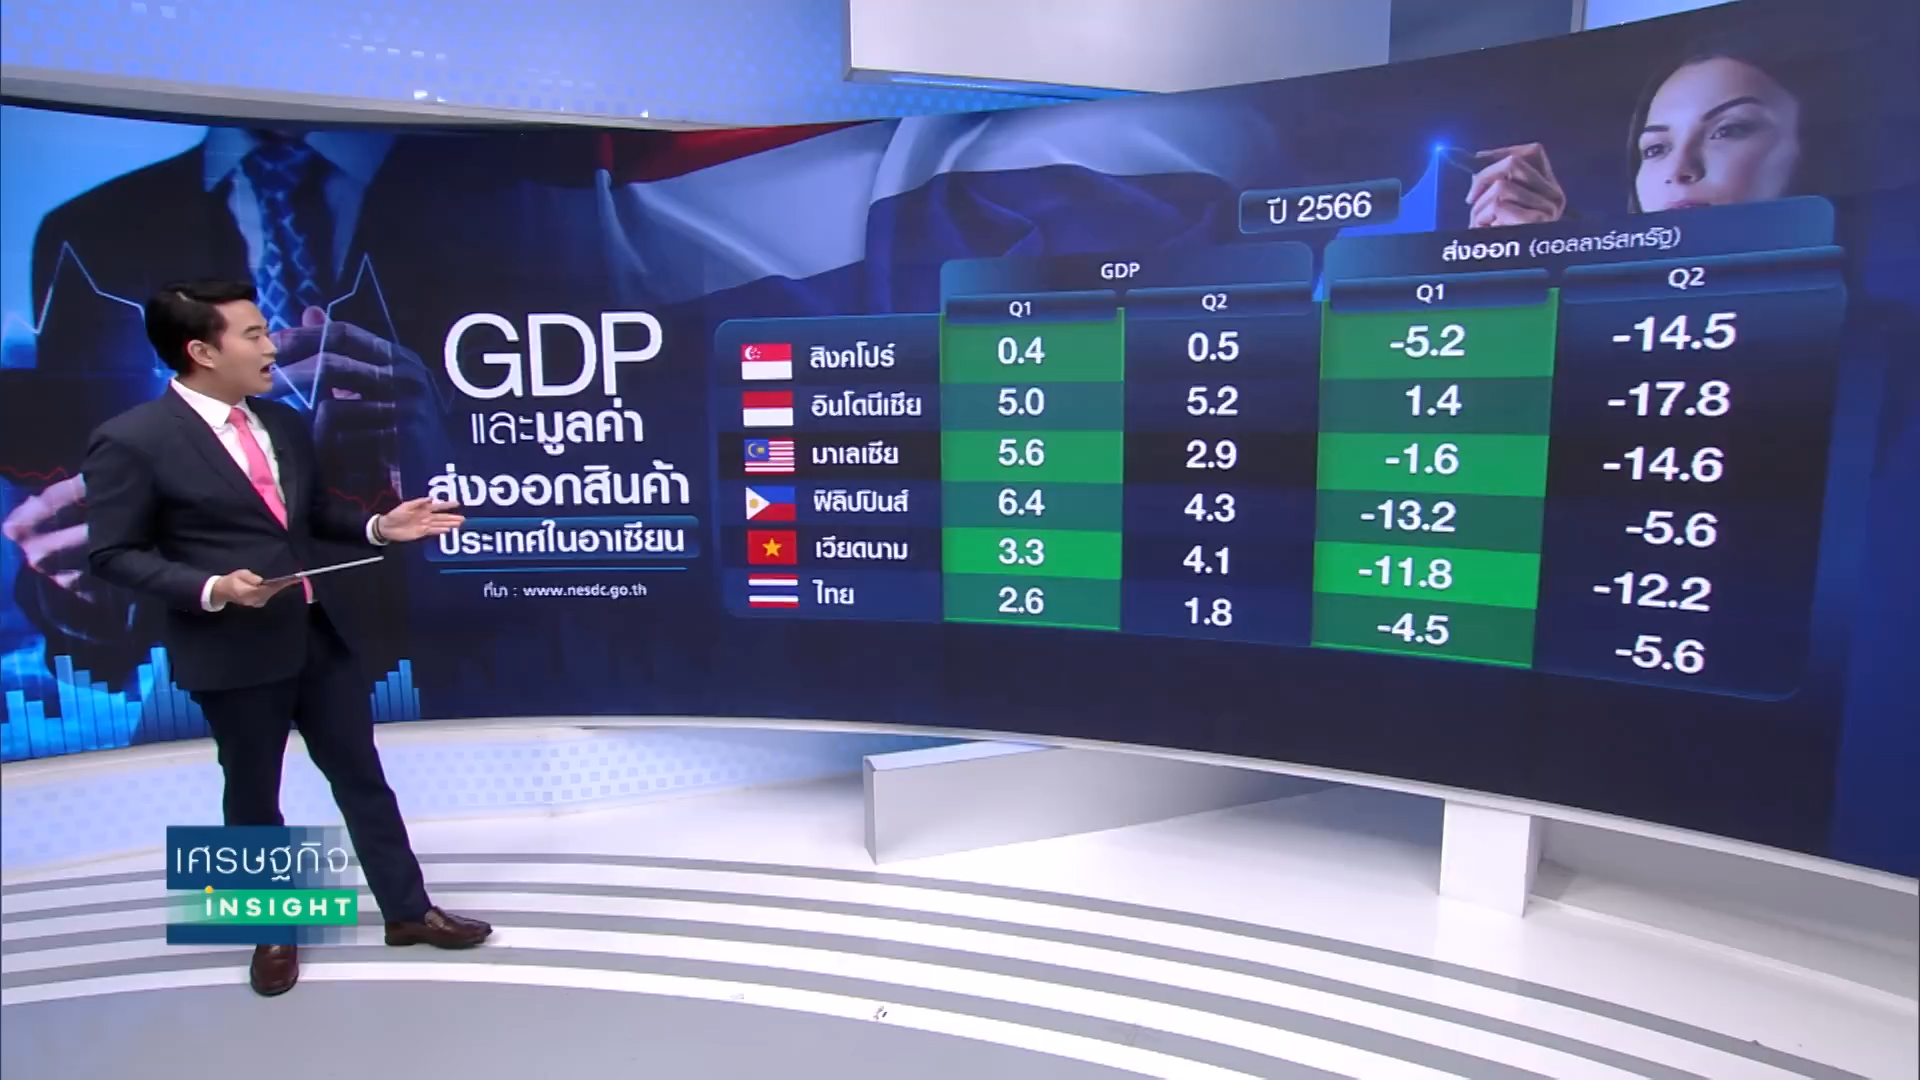 GDP
และมูลค่า
ส่งออกสินค้า
ประเทศในอาเซียน
ที่มา : www.nesdc.go.th
ปี 2566
GDP ส่งออก (ดอลลาร์สหรัฐ)
Q1 Q2 Q1 Q2
สิงคโปร์ 0.4 0.5 -5.2 -14.5
อินโดนีเซีย 5.0 5.2 1.4 -17.8
มาเลเซีย 5.6 2.9 -1.6 -14.6
ฟิลิปปินส์ 6.4 4.3 -13.2 -5.6
เวียดนาม 3.3 4.1 -11.8 -12.2
ไทย 2.6 1.8 -4.5 -5.6
เศรษฐกิจ
iNSIGHT